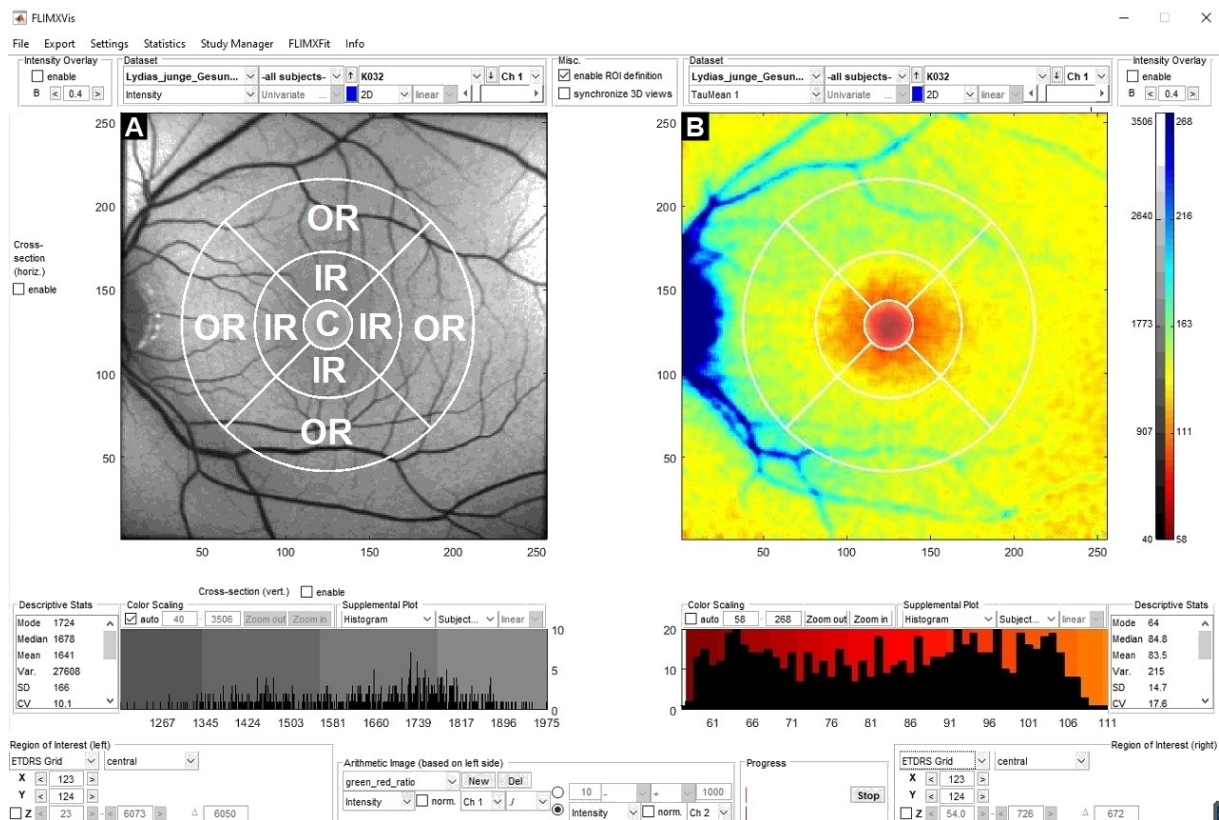 FLIMXVis
File Export Settings Statistics Study Manager FLIMXFit Info
Intensity Overlay Dataset Misc. Dataset Intensity Overlay
enable Lydias_junge_Gesun... -all subjects- K032 Ch 1 enable ROI definition Lydias_junge_Gesun... -all subjects- K032 Ch 1 enable
B < 0.4 > Intensity Univariate ... 2D linear synchronize 3D views TauMean 1 Univariate ... 2D linear B < 0.4 >
A B
250 250 3506 268
OR
200 200 2640 216
Cross-
section
(horiz.)
enable
IR
150 150
OR IR C IR OR 1773 163
IR
100 100
OR 907 111
50 50
40 58
50 100 150 200 250 50 100 150 200 250
Cross-section (vert.) enable
Descriptive Stats Color Scaling Supplemental Plot Color Scaling Supplemental Plot Descriptive Stats
Mode 1724 auto 40 - 3506 Zoom out Zoom in Histogram Subject... linear auto 58 - 268 Zoom out Zoom in Histogram Subject... linear Mode 64
Median 1678 10 20 Median 84.8
Mean 1641 Mean 83.5
Var. 27608 5 10 Var. 215
SD 166 SD 14.7
CV 10.1 0 0 CV 17.6
1267 1345 1424 1503 1581 1660 1739 1817 1896 1975 61 66 71 76 81 86 91 96 101 106 111
Region of Interest (left) Region of Interest (right)
ETDRS Grid central Arithmetic Image (based on left side) Progress ETDRS Grid central
X < 123 > green_red_ratio New Del X < 123 >
Y < 124 > Intensity norm. Ch 1 ./ 10 - + 1000 Stop Y < 124 >
Z < 23 > - < 6073 > Δ 6050 Intensity norm. Ch 2 Z < 54.0 > - < 726 > Δ 672